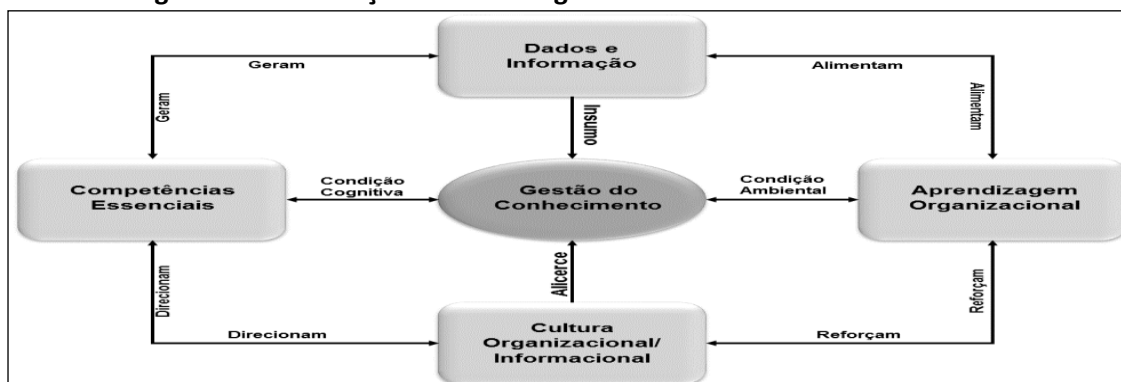 Dados e
Informação
Geram
Alimentam
Geram
Insumo
Alimentam
Competências
Essenciais
Condição
Cognitiva
Gestão do
Conhecimento
Condição
Ambiental
Aprendizagem
Organizacional
Direcionam
Alicerce
Reforçam
Direcionam
Cultura
Organizacional/
Informacional
Reforçam